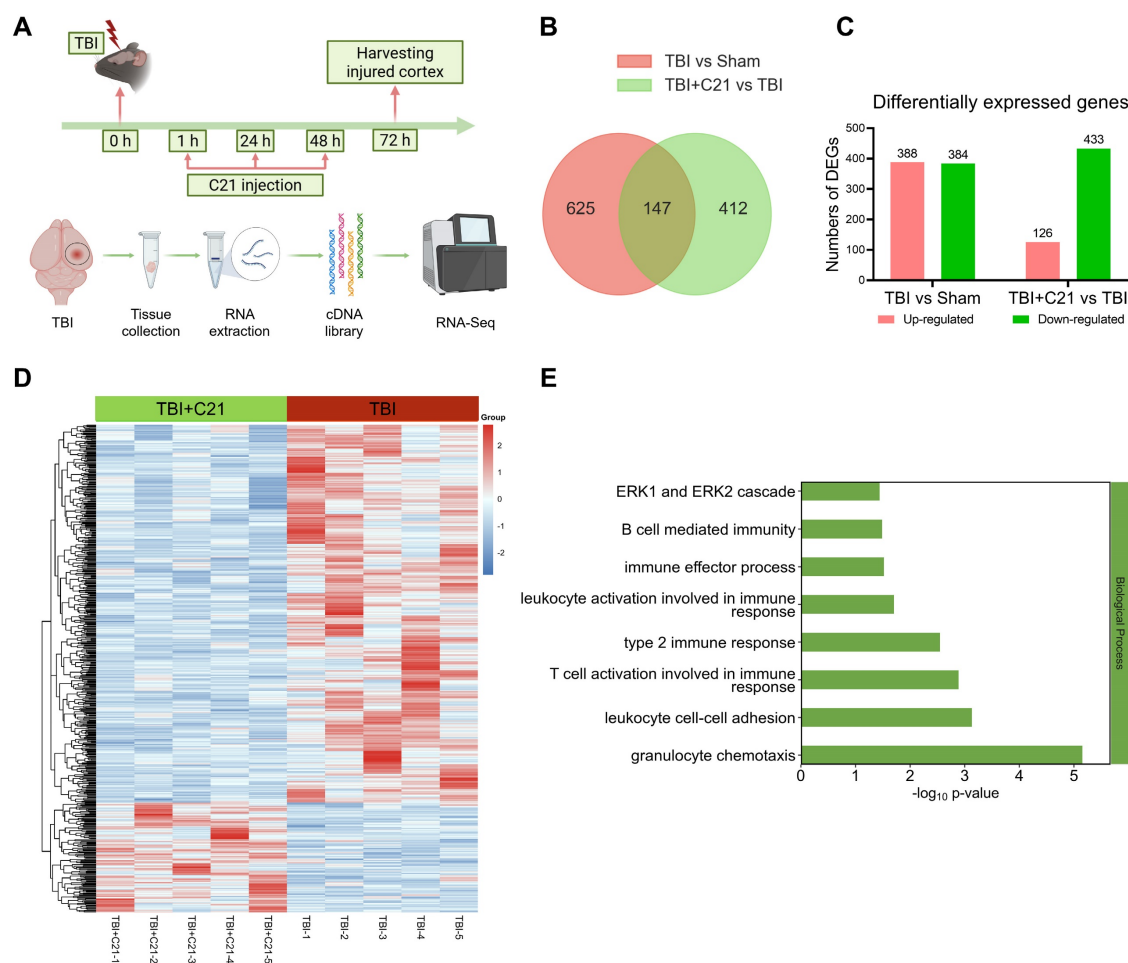 A
TBI
Harvesting
injured cortex
0 h
1 h
24 h
48 h
72 h
C21 injection
TBI
Tissue
collection
RNA
extraction
cDNA
library
RNA-Seq
B
TBI vs Sham
TBI+C21 vs TBI
625
147
412
C
Differentially expressed genes
Numbers of DEGs
500
400
300
200
100
0
388
384
126
433
TBI vs Sham
TBI+C21 vs TBI
Up-regulated
Down-regulated
D
TBI+C21
TBI
Group
2
1
0
-1
-2
TBI+C21-1
TBI+C21-2
TBI+C21-3
TBI+C21-4
TBI+C21-5
TBI-1
TBI-2
TBI-3
TBI-4
TBI-5
E
ERK1 and ERK2 cascade
B cell mediated immunity
immune effector process
leukocyte activation involved in immune
response
type 2 immune response
T cell activation involved in immune
response
leukocyte cell-cell adhesion
granulocyte chemotaxis
0 1 2 3 4 5
-log₁₀ p-value
Biological Process